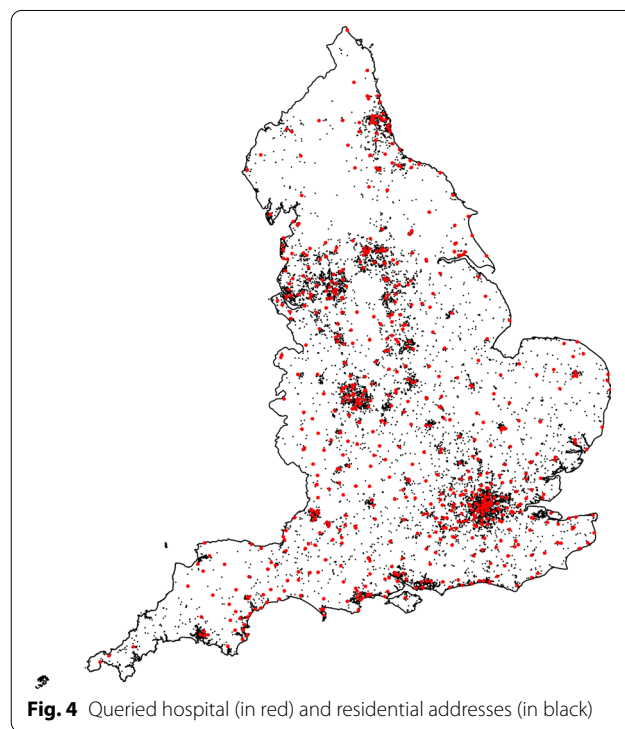 Fig. 4 Queried hospital (in red) and residential addresses (in black)